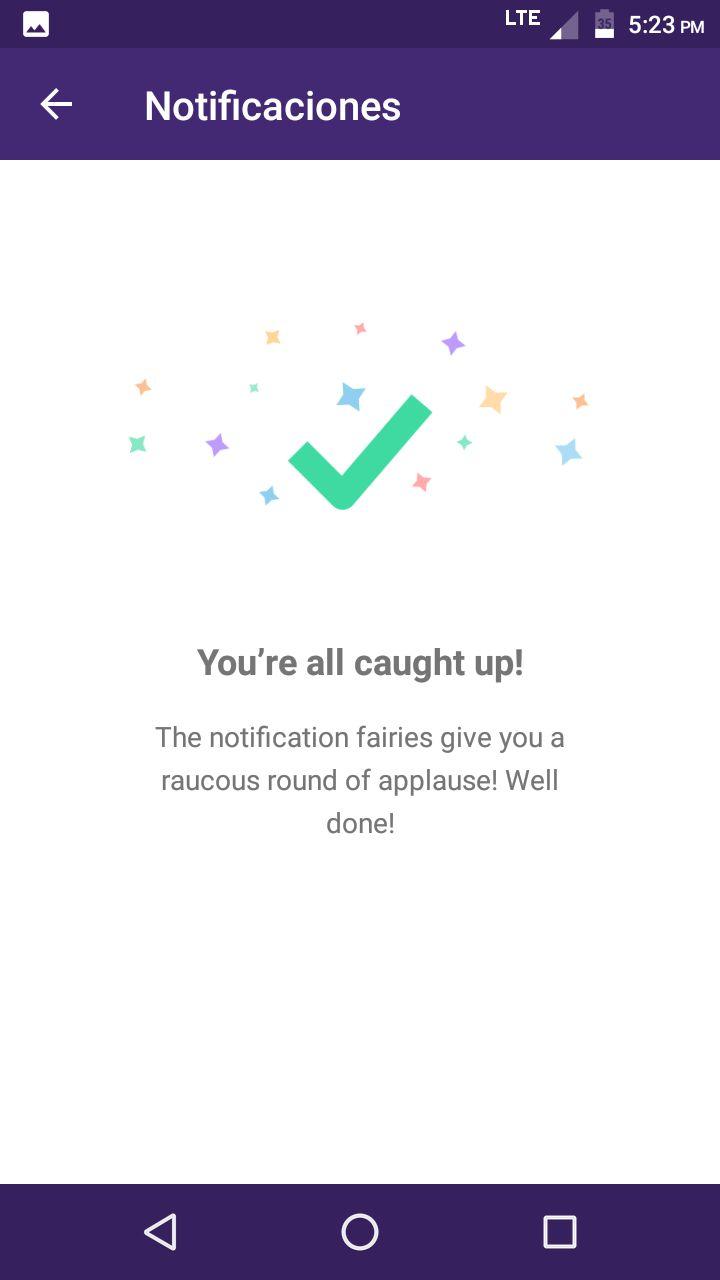 LTE 35 5:23 PM
Notificaciones
You’re all caught up!
The notification fairies give you a
raucous round of applause! Well
done!